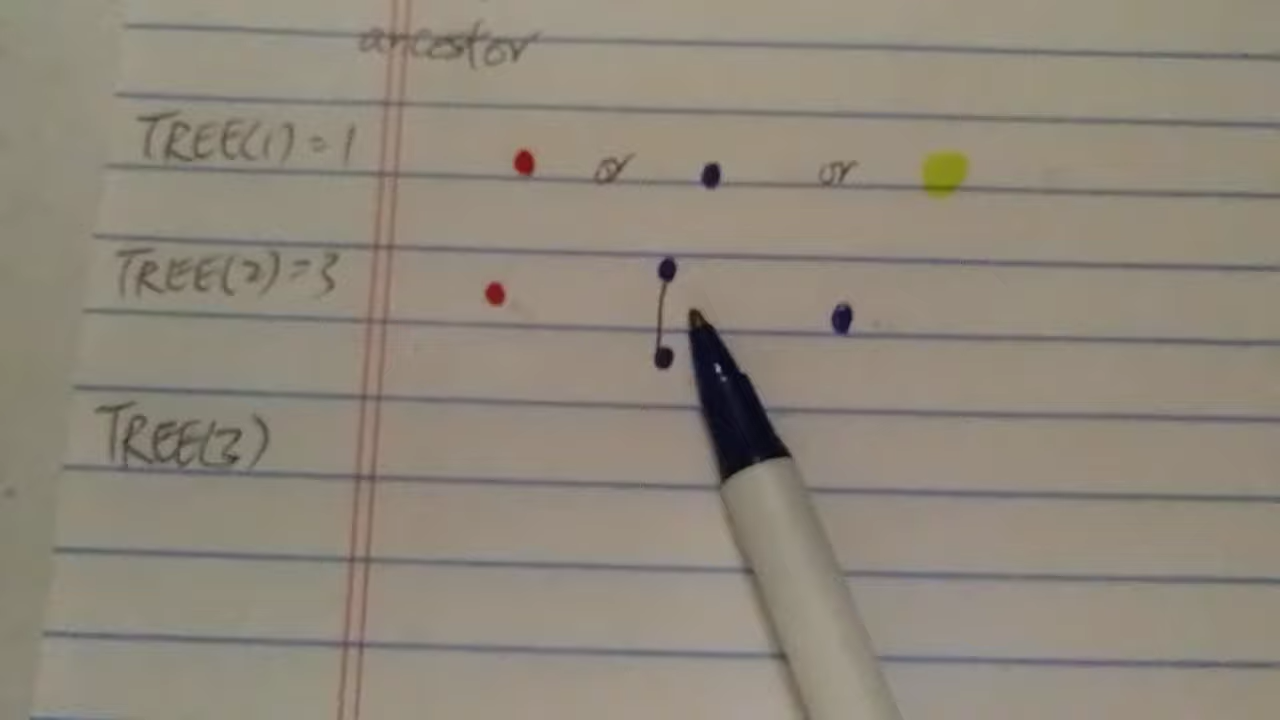 ancestor
TREE(1) = 1 or or
TREE(2) = 3
TREE(3)